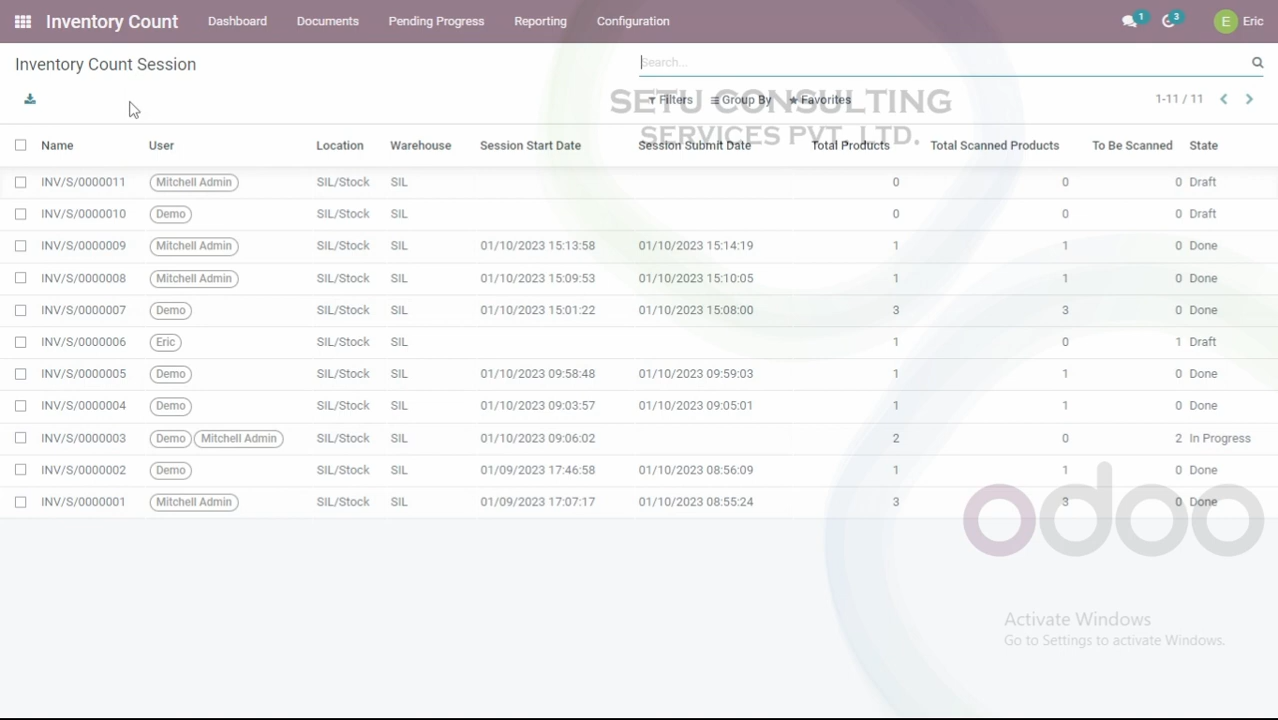 Inventory Count Dashboard Documents Pending Progress Reporting Configuration 1 3 E Eric
Inventory Count Session Search...
SETU CONSULTING
SERVICES PVT. LTD.
Filters Group By Favorites 1-11 / 11
Name User Location Warehouse Session Start Date Session Submit Date Total Products Total Scanned Products To Be Scanned State
INV/S/0000011 Mitchell Admin SIL/Stock SIL 0 0 0 Draft
INV/S/0000010 Demo SIL/Stock SIL 0 0 0 Draft
INV/S/0000009 Mitchell Admin SIL/Stock SIL 01/10/2023 15:13:58 01/10/2023 15:14:19 1 1 0 Done
INV/S/0000008 Mitchell Admin SIL/Stock SIL 01/10/2023 15:09:53 01/10/2023 15:10:05 1 1 0 Done
INV/S/0000007 Demo SIL/Stock SIL 01/10/2023 15:01:22 01/10/2023 15:08:00 3 3 0 Done
INV/S/0000006 Eric SIL/Stock SIL 1 0 1 Draft
INV/S/0000005 Demo SIL/Stock SIL 01/10/2023 09:58:48 01/10/2023 09:59:03 1 1 0 Done
INV/S/0000004 Demo SIL/Stock SIL 01/10/2023 09:03:57 01/10/2023 09:05:01 1 1 0 Done
INV/S/0000003 Demo Mitchell Admin SIL/Stock SIL 01/10/2023 09:06:02 2 0 2 In Progress
INV/S/0000002 Demo SIL/Stock SIL 01/09/2023 17:46:58 01/10/2023 08:56:09 1 1 0 Done
INV/S/0000001 Mitchell Admin SIL/Stock SIL 01/09/2023 17:07:17 01/10/2023 08:55:24 3 3 0 Done
odoo
Activate Windows
Go to Settings to activate Windows.